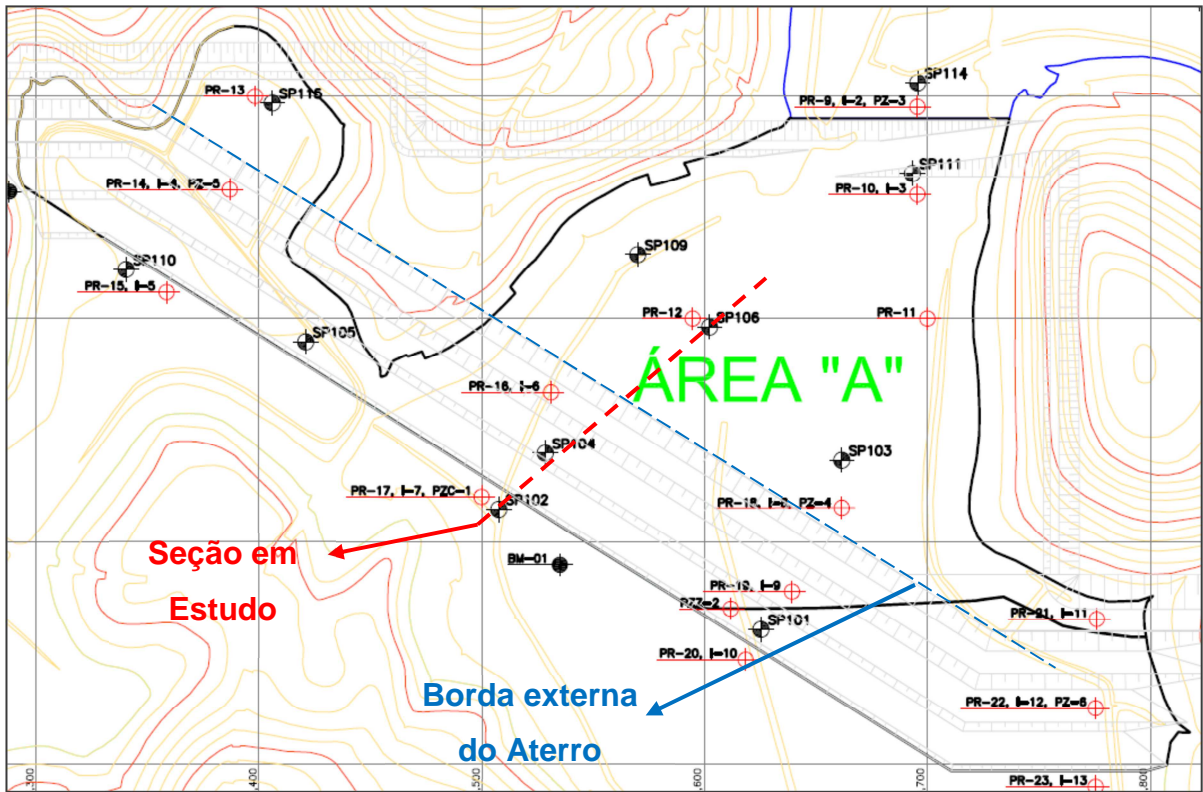 SP114
PR-13
SP115
PR-9, I-2, PZ-3
SP111
PR-14, I-4, PZ-5
PR-10, I-3
SP109
SP110
PR-15, I-5
PR-12
SP106
PR-11
SP105
ÁREA "A"
PR-16, I-6
SP104
SP103
PR-17, I-7, PZC-1
SP102
PR-18, I-8, PZ-4
Seção em
Estudo
BM-01
PR-19, I-9
PZZ-2
SP101
PR-21, I-11
PR-20, I-10
Borda externa
do Aterro
PR-22, I-12, PZ-6
,300
,400
,500
,600
,700
,800
PR-23, I-13